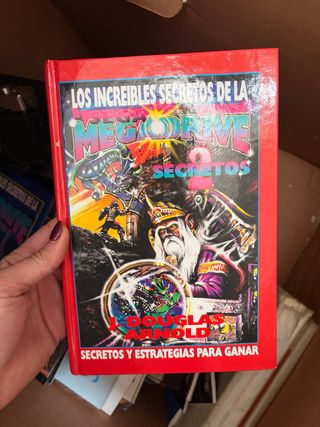 LOS INCREIBLES SECRETOS DE LA
SEGA
MEGADRIVE
2
SECRETOS
J. DOUGLAS
ARNOLD
SECRETOS Y ESTRATEGIAS PARA GANAR